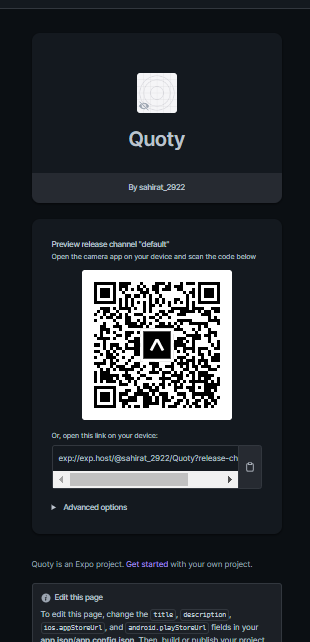 Quoty
By sahirat_2922
Preview release channel "default"
Open the camera app on your device and scan the code below
Or, open this link on your device:
exp://exp.host/@sahirat_2922/Quoty?release-ch
Advanced options
Quoty is an Expo project. Get started with your own project.
Edit this page
To edit this page, change the title, description,
ios.appStoreUrl, and android.playStoreUrl fields in your
app.json/app.config.json. Then, build or publish your project